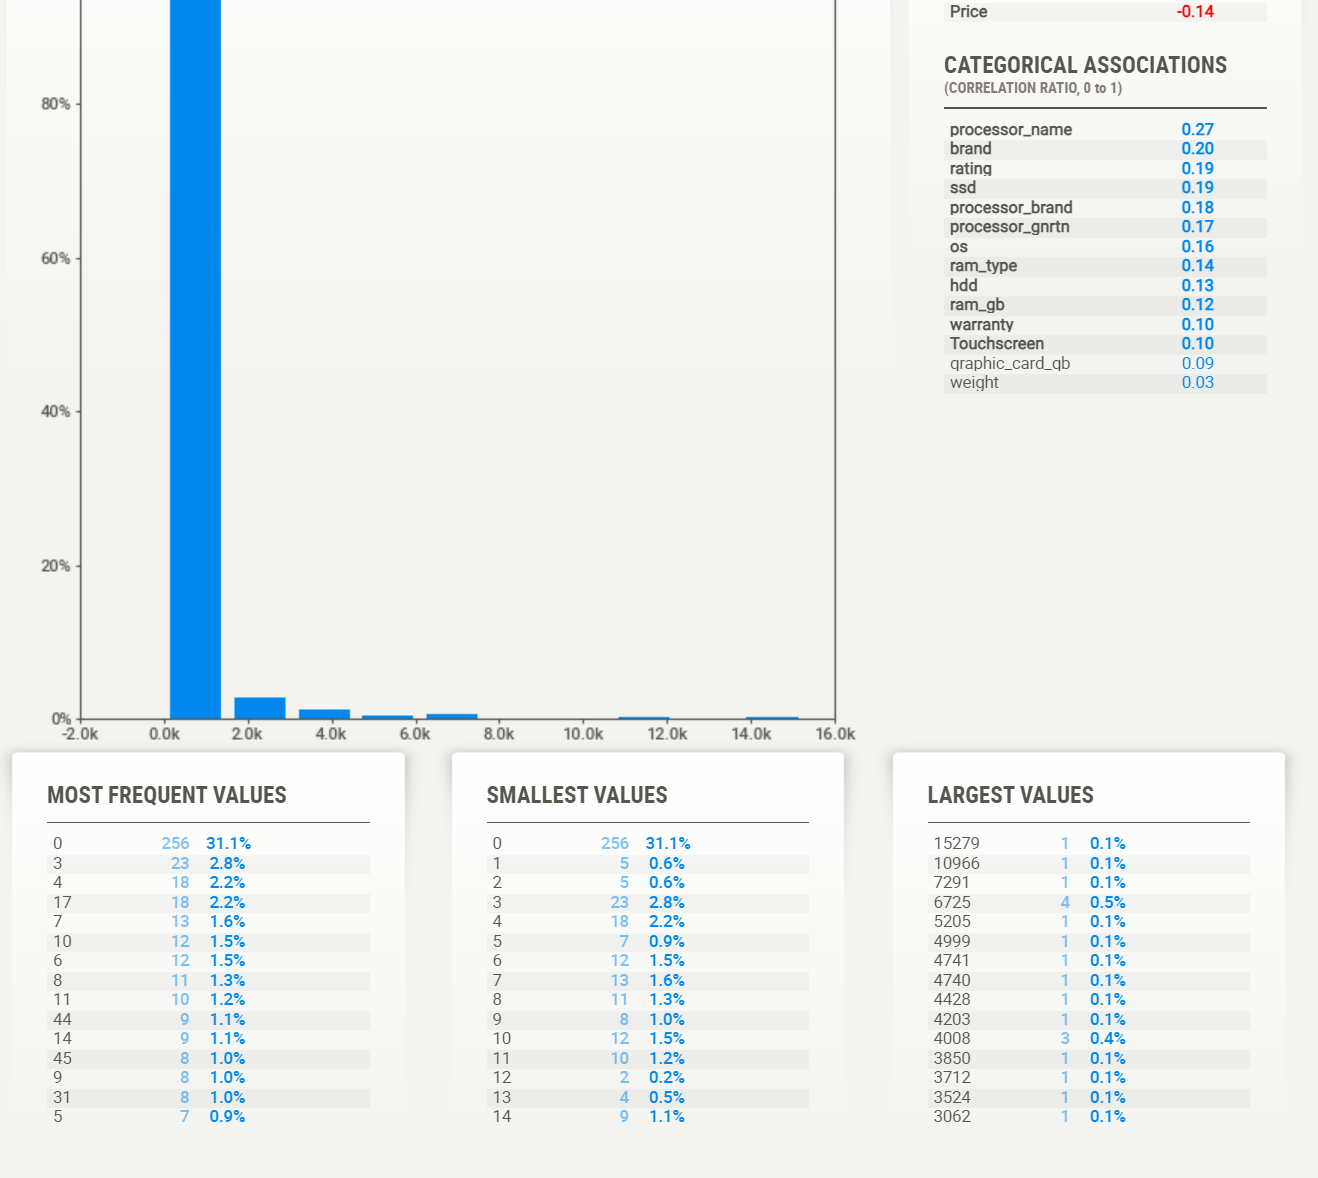 Price -0.14
CATEGORICAL ASSOCIATIONS
(CORRELATION RATIO, 0 to 1)
processor_name 0.27
brand 0.20
rating 0.19
ssd 0.19
processor_brand 0.18
processor_gnrtn 0.17
os 0.16
ram_type 0.14
hdd 0.13
ram_gb 0.12
warranty 0.10
Touchscreen 0.10
graphic_card_gb 0.09
weight 0.03
80%
60%
40%
20%
0%
-2.0k 0.0k 2.0k 4.0k 6.0k 8.0k 10.0k 12.0k 14.0k 16.0k
MOST FREQUENT VALUES
0 256 31.1%
3 23 2.8%
4 18 2.2%
17 18 2.2%
7 13 1.6%
10 12 1.5%
6 12 1.5%
8 11 1.3%
11 10 1.2%
44 9 1.1%
14 9 1.1%
45 8 1.0%
9 8 1.0%
31 8 1.0%
5 7 0.9%
SMALLEST VALUES
0 256 31.1%
1 5 0.6%
2 5 0.6%
3 23 2.8%
4 18 2.2%
5 7 0.9%
6 12 1.5%
7 13 1.6%
8 11 1.3%
9 8 1.0%
10 12 1.5%
11 10 1.2%
12 2 0.2%
13 4 0.5%
14 9 1.1%
LARGEST VALUES
15279 1 0.1%
10966 1 0.1%
7291 1 0.1%
6725 4 0.5%
5205 1 0.1%
4999 1 0.1%
4741 1 0.1%
4740 1 0.1%
4428 1 0.1%
4203 1 0.1%
4008 3 0.4%
3850 1 0.1%
3712 1 0.1%
3524 1 0.1%
3062 1 0.1%